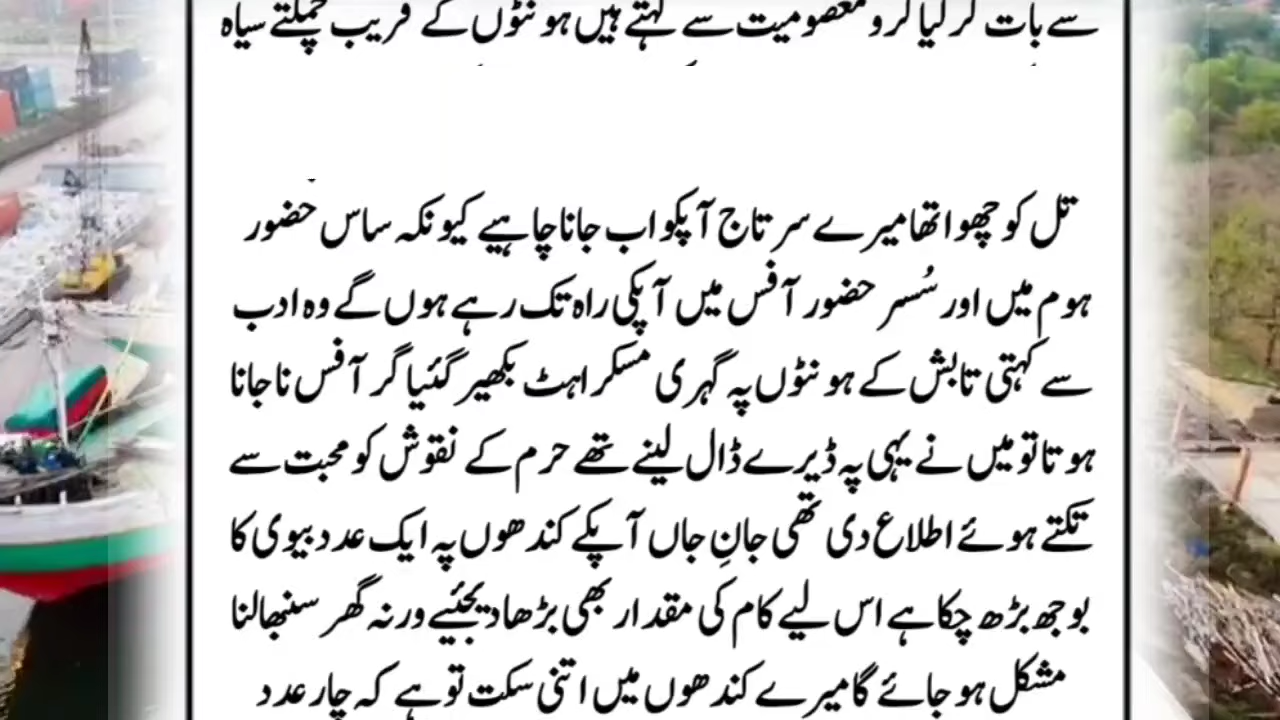 سے بات کر لیا کرو معصومیت سے کہتے ہیں ہونٹوں کے قریب چمکتے سیاہ
تل کو چھوا تھا میرے سر تاج آپکو اب جانا چاہیے کیونکہ ساس حضور
ہوم میں اور سُسر حضور آفس میں آپکی راہ تک رہے ہوں گے وہ ادب
سے کہتی تابش کے ہونٹوں پہ گہری مسکراہٹ بکھیر گئی اگر آفس نا جانا
ہوتا تو میں نے یہی پہ ڈیرے ڈال لینے تھے حرم کے نقوش کو محبت سے
تکتے ہوئے اطلاع دی تھی جانِ جاں آپکے کندھوں پہ ایک عدد بیوی کا
بوجھ بڑھ چکا ہے اس لیے کام کی مقدار بھی بڑھا دیجئیے ورنہ گھر سنبھالنا
مشکل ہو جائے گا میرے کندھوں میں اتنی سکت تو ہے کہ چار عدد